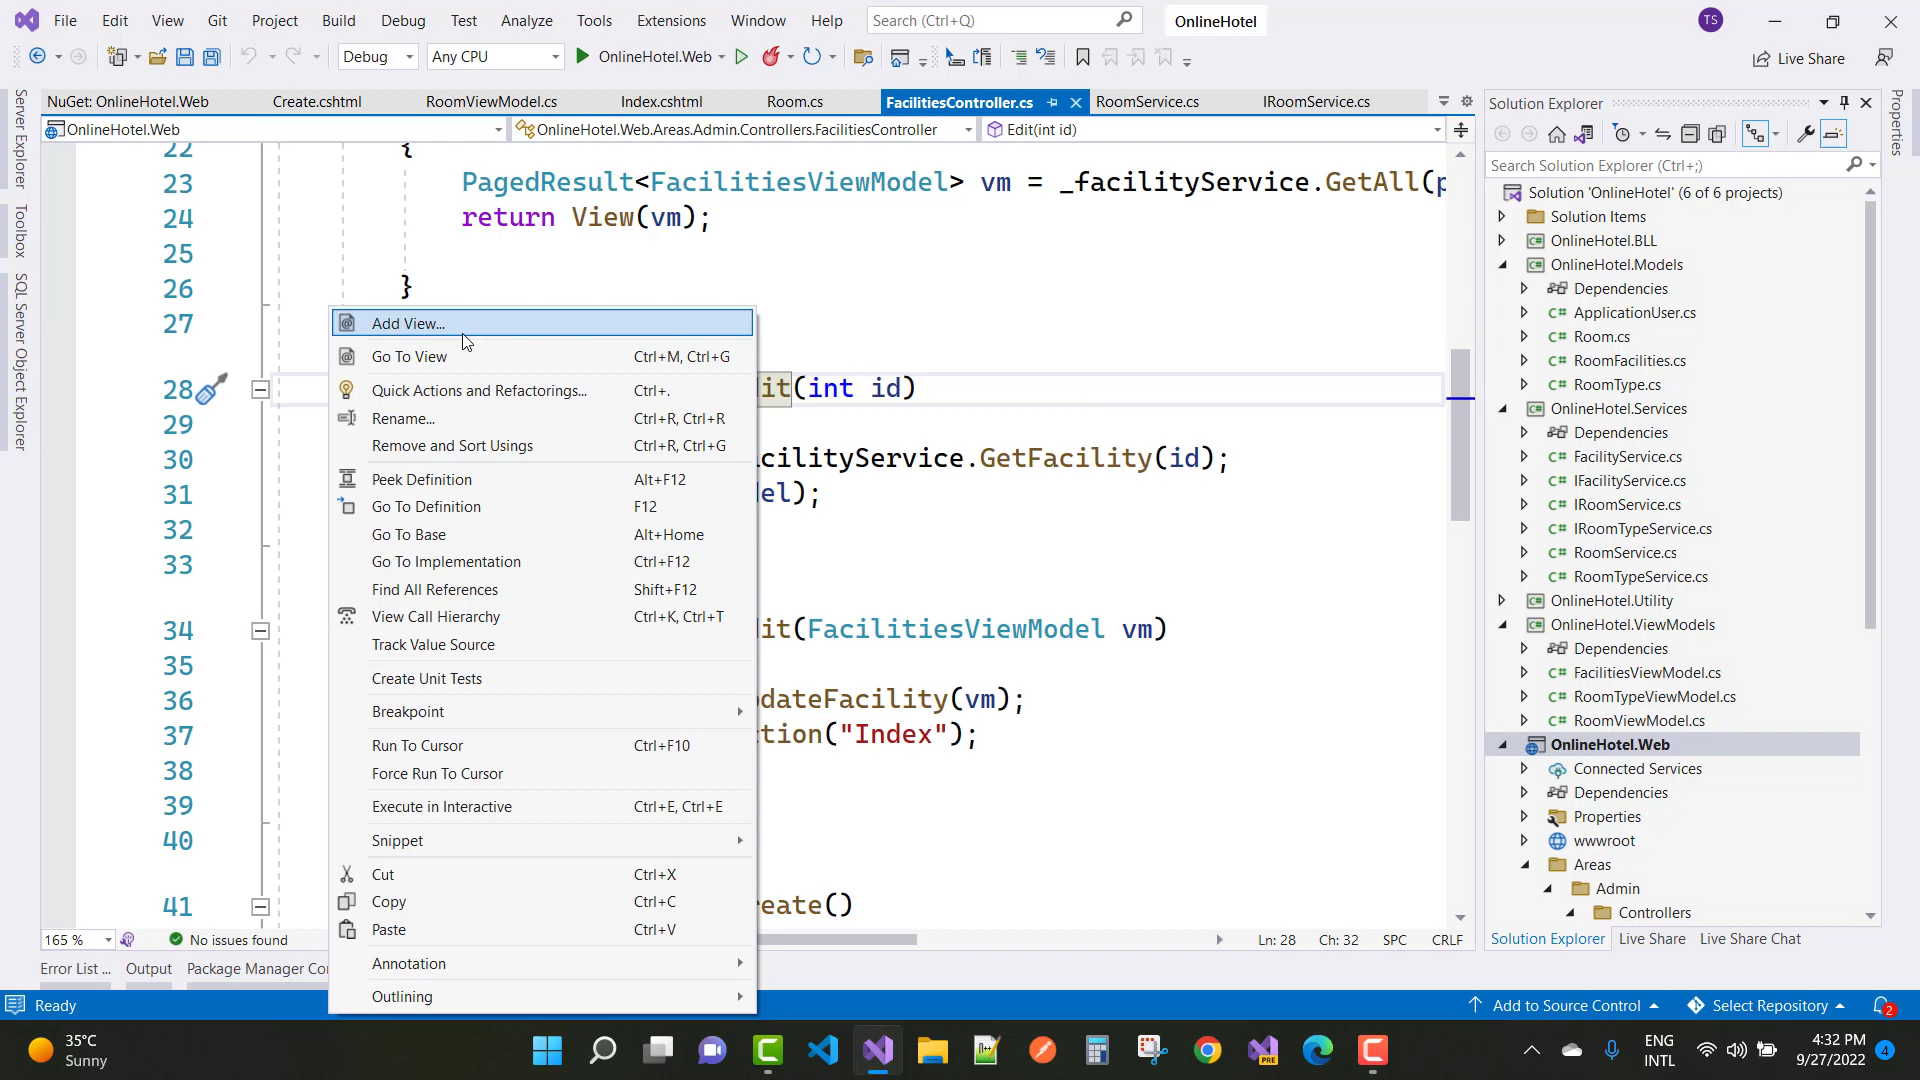 File Edit View Git Project Build Debug Test Analyze Tools Extensions Window Help Search (Ctrl+Q) OnlineHotel TS
Debug Any CPU OnlineHotel.Web Live Share
NuGet: OnlineHotel.Web Create.cshtml RoomViewModel.cs Index.cshtml Room.cs FacilitiesController.cs RoomService.cs IRoomService.cs
OnlineHotel.Web OnlineHotel.Web.Areas.Admin.Controllers.FacilitiesController Edit(int id)
Server Explorer
Toolbox
SQL Server Object Explorer
22 {
23 PagedResult<FacilitiesViewModel> vm = _facilityService.GetAll(p
24 return View(vm);
25
26 }
27
28 it(int id)
29
30 cilityService.GetFacility(id);
31 el);
32
33
34 it(FacilitiesViewModel vm)
35
36 dateFacility(vm);
37 tion("Index");
38
39
40
41 eate()
Add View...
Go To View Ctrl+M, Ctrl+G
Quick Actions and Refactorings... Ctrl+.
Rename... Ctrl+R, Ctrl+R
Remove and Sort Usings Ctrl+R, Ctrl+G
Peek Definition Alt+F12
Go To Definition F12
Go To Base Alt+Home
Go To Implementation Ctrl+F12
Find All References Shift+F12
View Call Hierarchy Ctrl+K, Ctrl+T
Track Value Source
Create Unit Tests
Breakpoint
Run To Cursor Ctrl+F10
Force Run To Cursor
Execute in Interactive Ctrl+E, Ctrl+E
Snippet
Cut Ctrl+X
Copy Ctrl+C
Paste Ctrl+V
Annotation
Outlining
Solution Explorer
Search Solution Explorer (Ctrl+;)
Solution 'OnlineHotel' (6 of 6 projects)
Solution Items
OnlineHotel.BLL
OnlineHotel.Models
Dependencies
ApplicationUser.cs
Room.cs
RoomFacilities.cs
RoomType.cs
OnlineHotel.Services
Dependencies
FacilityService.cs
IFacilityService.cs
IRoomService.cs
IRoomTypeService.cs
RoomService.cs
RoomTypeService.cs
OnlineHotel.Utility
OnlineHotel.ViewModels
Dependencies
FacilitiesViewModel.cs
RoomTypeViewModel.cs
RoomViewModel.cs
OnlineHotel.Web
Connected Services
Dependencies
Properties
wwwroot
Areas
Admin
Controllers
Properties
165 % No issues found Ln: 28 Ch: 32 SPC CRLF
Solution Explorer Live Share Live Share Chat
Error List ... Output Package Manager Con
Ready Add to Source Control Select Repository 2
35°C
Sunny
PRE
ENG
INTL
4:32 PM
9/27/2022
4